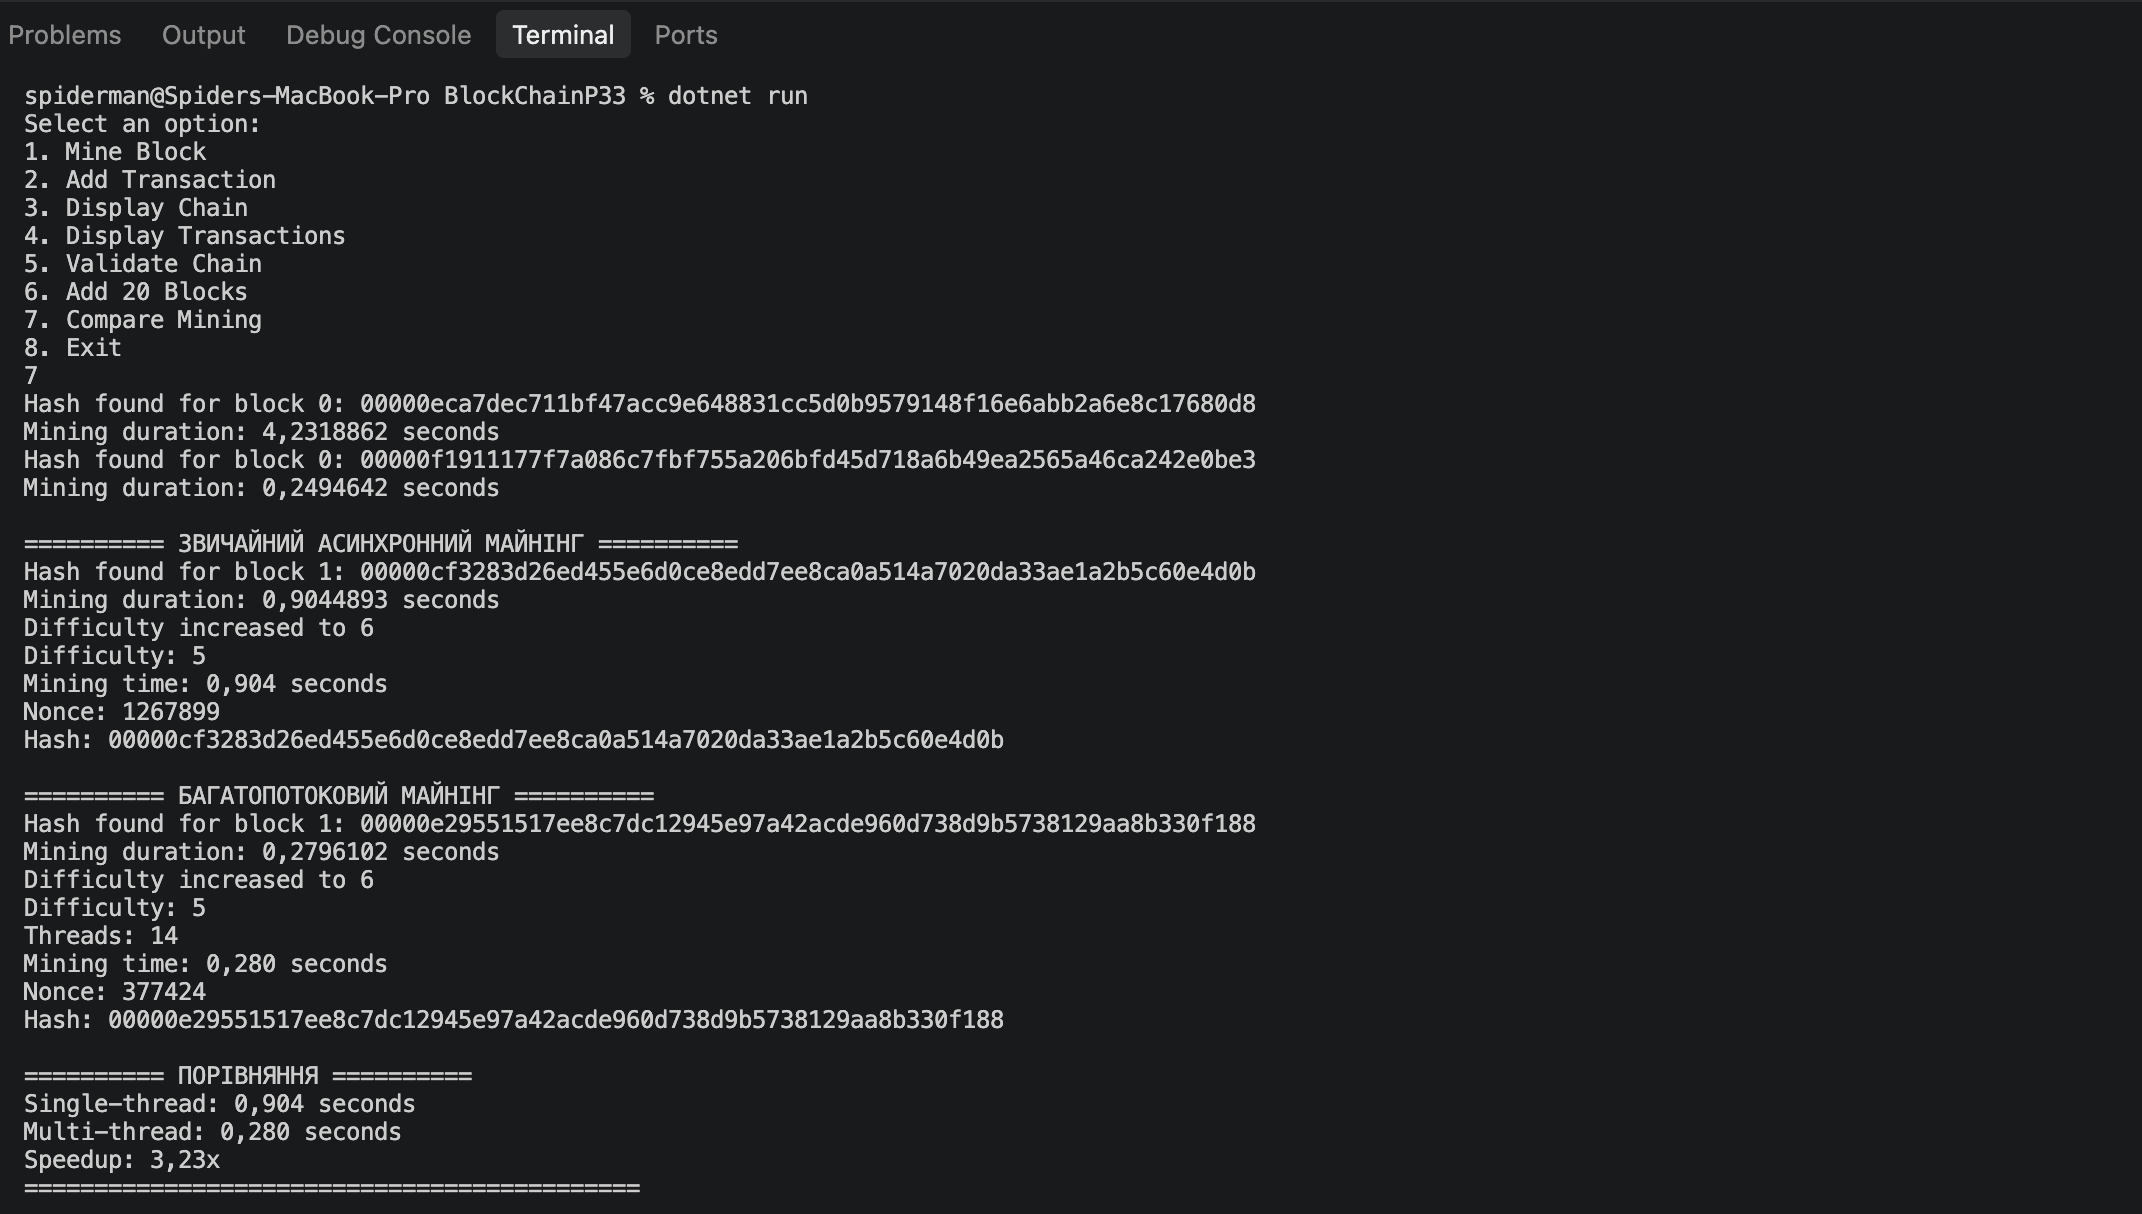 Problems Output Debug Console Terminal Ports
spiderman@Spiders-MacBook-Pro BlockChainP33 % dotnet run
Select an option:
1. Mine Block
2. Add Transaction
3. Display Chain
4. Display Transactions
5. Validate Chain
6. Add 20 Blocks
7. Compare Mining
8. Exit
7
Hash found for block 0: 00000eca7dec711bf47acc9e648831cc5d0b9579148f16e6abb2a6e8c17680d8
Mining duration: 4,2318862 seconds
Hash found for block 0: 00000f1911177f7a086c7fbf755a206bfd45d718a6b49ea2565a46ca242e0be3
Mining duration: 0,2494642 seconds
========== ЗВИЧАЙНИЙ АСИНХРОННИЙ МАЙНІНГ ==========
Hash found for block 1: 00000cf3283d26ed455e6d0ce8edd7ee8ca0a514a7020da33ae1a2b5c60e4d0b
Mining duration: 0,9044893 seconds
Difficulty increased to 6
Difficulty: 5
Mining time: 0,904 seconds
Nonce: 1267899
Hash: 00000cf3283d26ed455e6d0ce8edd7ee8ca0a514a7020da33ae1a2b5c60e4d0b
========== БАГАТОПОТОКОВИЙ МАЙНІНГ ==========
Hash found for block 1: 00000e29551517ee8c7dc12945e97a42acde960d738d9b5738129aa8b330f188
Mining duration: 0,2796102 seconds
Difficulty increased to 6
Difficulty: 5
Threads: 14
Mining time: 0,280 seconds
Nonce: 377424
Hash: 00000e29551517ee8c7dc12945e97a42acde960d738d9b5738129aa8b330f188
========== ПОРІВНЯННЯ ==========
Single-thread: 0,904 seconds
Multi-thread: 0,280 seconds
Speedup: 3,23x
============================================